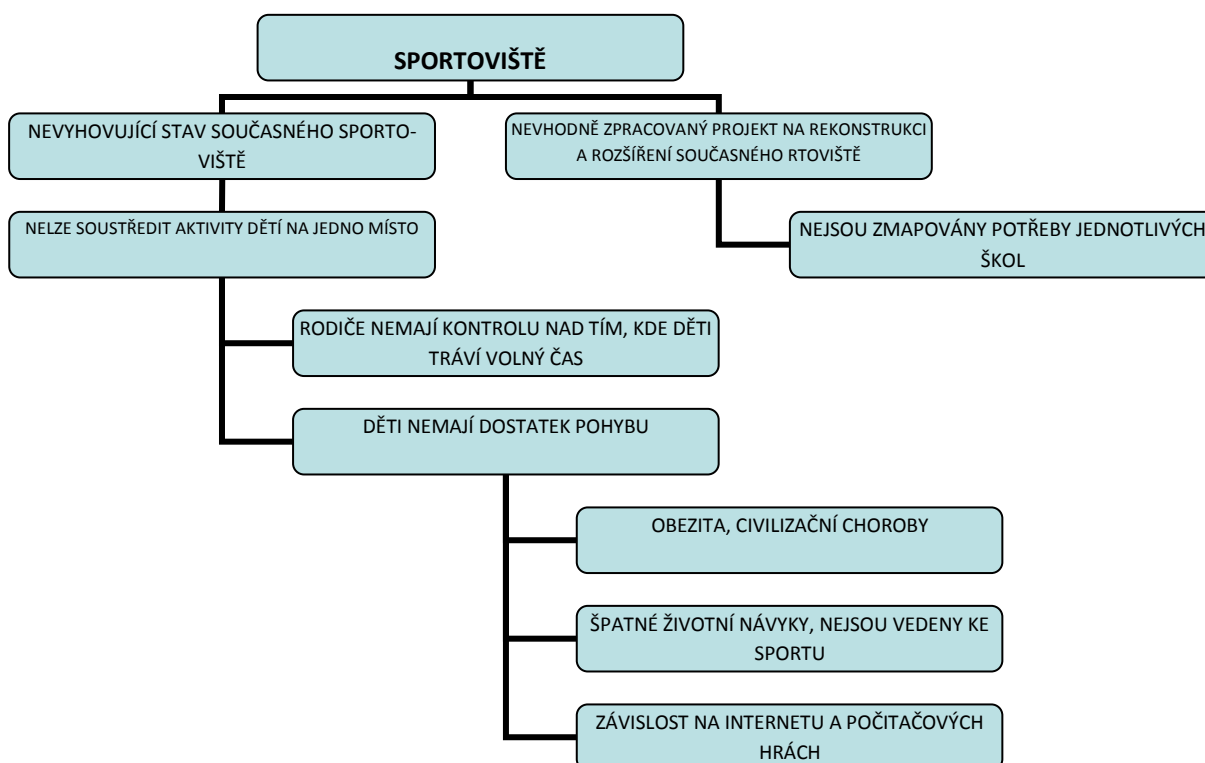 SPORTOVIŠTĚ
NEVYHOVUJÍCÍ STAV SOUČASNÉHO SPORTO-
VIŠTĚ
NEVHODNĚ ZPRACOVANÝ PROJEKT NA REKONSTRUKCI
A ROZŠÍŘENÍ SOUČASNÉHO RTOVIŠTĚ
NELZE SOUSTŘEDIT AKTIVITY DĚTÍ NA JEDNO MÍSTO
NEJSOU ZMAPOVÁNY POTŘEBY JEDNOTLIVÝCH
ŠKOL
RODIČE NEMAJÍ KONTROLU NAD TÍM, KDE DĚTI
TRÁVÍ VOLNÝ ČAS
DĚTI NEMAJÍ DOSTATEK POHYBU
OBEZITA, CIVILIZAČNÍ CHOROBY
ŠPATNÉ ŽIVOTNÍ NÁVYKY, NEJSOU VEDENY KE
SPORTU
ZÁVISLOST NA INTERNETU A POČITAČOVÝCH
HRÁCH